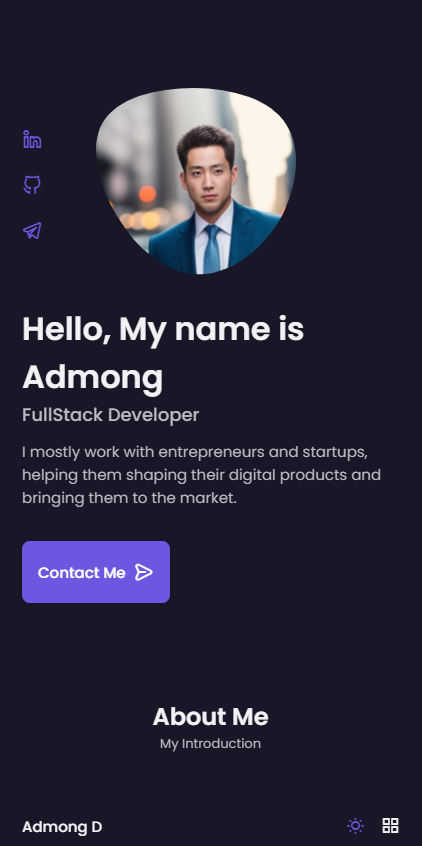 Hello, My name is
Admong
FullStack Developer
I mostly work with entrepreneurs and startups,
helping them shaping their digital products and
bringing them to the market.
Contact Me
About Me
My Introduction
Admong D